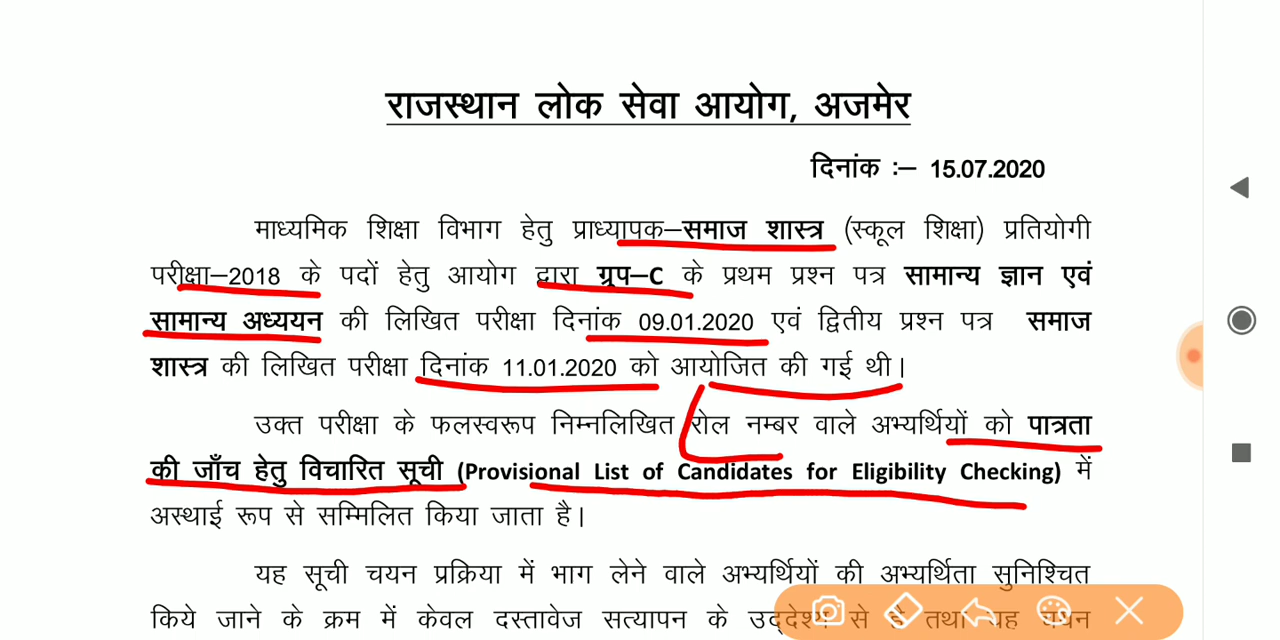 राजस्थान लोक सेवा आयोग, अजमेर
दिनांक :– 15.07.2020
माध्यमिक शिक्षा विभाग हेतु प्राध्यापक–समाज शास्त्र (स्कूल शिक्षा) प्रतियोगी
परीक्षा–2018 के पदों हेतु आयोग द्वारा ग्रुप–C के प्रथम प्रश्न पत्र सामान्य ज्ञान एवं
सामान्य अध्ययन की लिखित परीक्षा दिनांक 09.01.2020 एवं द्वितीय प्रश्न पत्र समाज
शास्त्र की लिखित परीक्षा दिनांक 11.01.2020 को आयोजित की गई थी।
उक्त परीक्षा के फलस्वरूप निम्नलिखित रोल नम्बर वाले अभ्यर्थियों को पात्रता
की जाँच हेतु विचारित सूची (Provisional List of Candidates for Eligibility Checking) में
अस्थाई रूप से सम्मिलित किया जाता है।
यह सूची चयन प्रक्रिया में भाग लेने वाले अभ्यर्थियों की अभ्यर्थिता सुनिश्चित
किये जाने के क्रम में केवल दस्तावेज सत्यापन के उद्देश्य से है तथा यह चयन